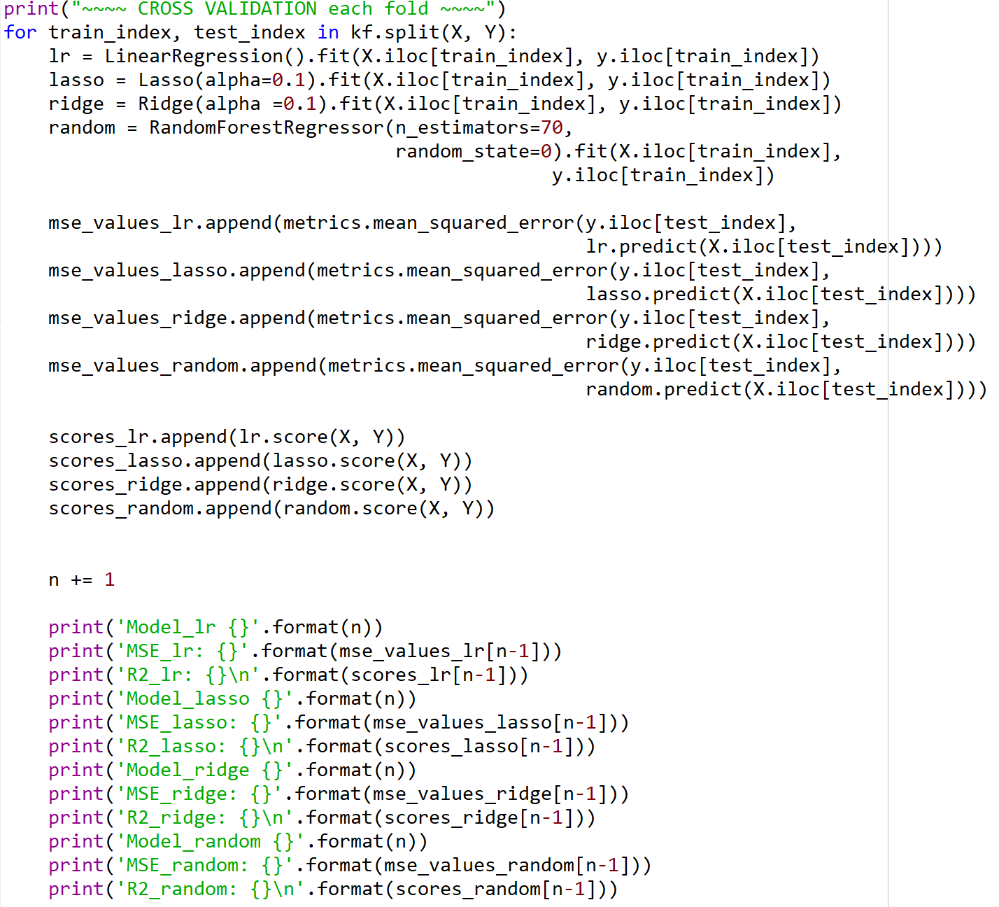 print("~~~~ CROSS VALIDATION each fold ~~~~")
for train_index, test_index in kf.split(X, Y):
    lr = LinearRegression().fit(X.iloc[train_index], y.iloc[train_index])
    lasso = Lasso(alpha=0.1).fit(X.iloc[train_index], y.iloc[train_index])
    ridge = Ridge(alpha =0.1).fit(X.iloc[train_index], y.iloc[train_index])
    random = RandomForestRegressor(n_estimators=70,
                                   random_state=0).fit(X.iloc[train_index],
                                                 y.iloc[train_index])
    mse_values_lr.append(metrics.mean_squared_error(y.iloc[test_index],
                                                    lr.predict(X.iloc[test_index])))
    mse_values_lasso.append(metrics.mean_squared_error(y.iloc[test_index],
                                                    lasso.predict(X.iloc[test_index])))
    mse_values_ridge.append(metrics.mean_squared_error(y.iloc[test_index],
                                                    ridge.predict(X.iloc[test_index])))
    mse_values_random.append(metrics.mean_squared_error(y.iloc[test_index],
                                                    random.predict(X.iloc[test_index])))
    scores_lr.append(lr.score(X, Y))
    scores_lasso.append(lasso.score(X, Y))
    scores_ridge.append(ridge.score(X, Y))
    scores_random.append(random.score(X, Y))
    n += 1
    print('Model_lr {}'.format(n))
    print('MSE_lr: {}'.format(mse_values_lr[n-1]))
    print('R2_lr: {}\n'.format(scores_lr[n-1]))
    print('Model_lasso {}'.format(n))
    print('MSE_lasso: {}'.format(mse_values_lasso[n-1]))
    print('R2_lasso: {}\n'.format(scores_lasso[n-1]))
    print('Model_ridge {}'.format(n))
    print('MSE_ridge: {}'.format(mse_values_ridge[n-1]))
    print('R2_ridge: {}\n'.format(scores_ridge[n-1]))
    print('Model_random {}'.format(n))
    print('MSE_random: {}'.format(mse_values_random[n-1]))
    print('R2_random: {}\n'.format(scores_random[n-1]))